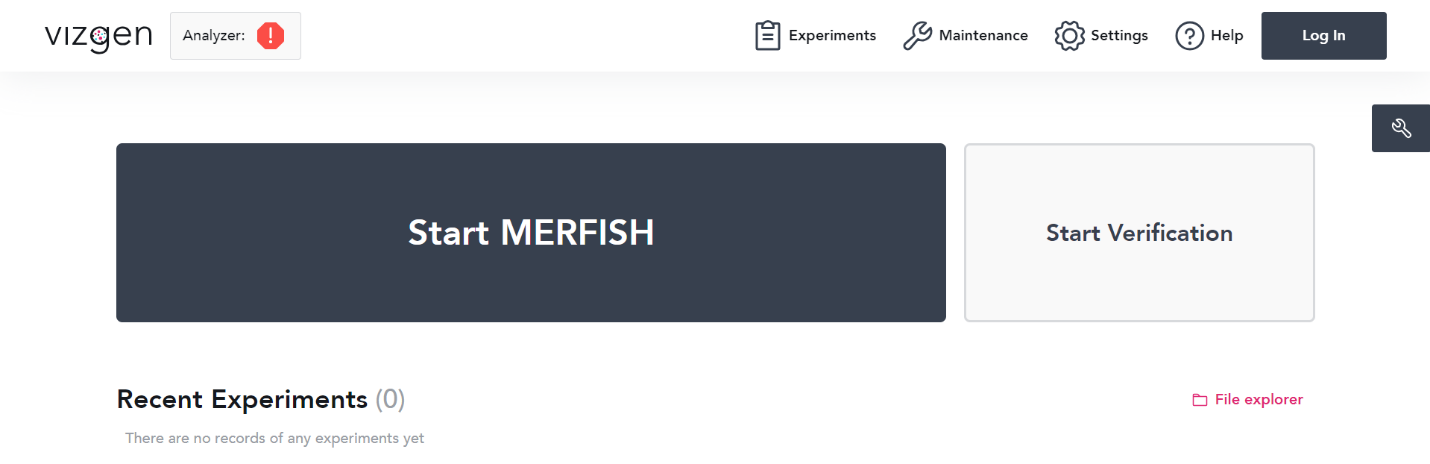 vizgen
Analyzer:
Experiments
Maintenance
Settings
Help
Log In
Start MERFISH
Start Verification
Recent Experiments (0)
File explorer
There are no records of any experiments yet